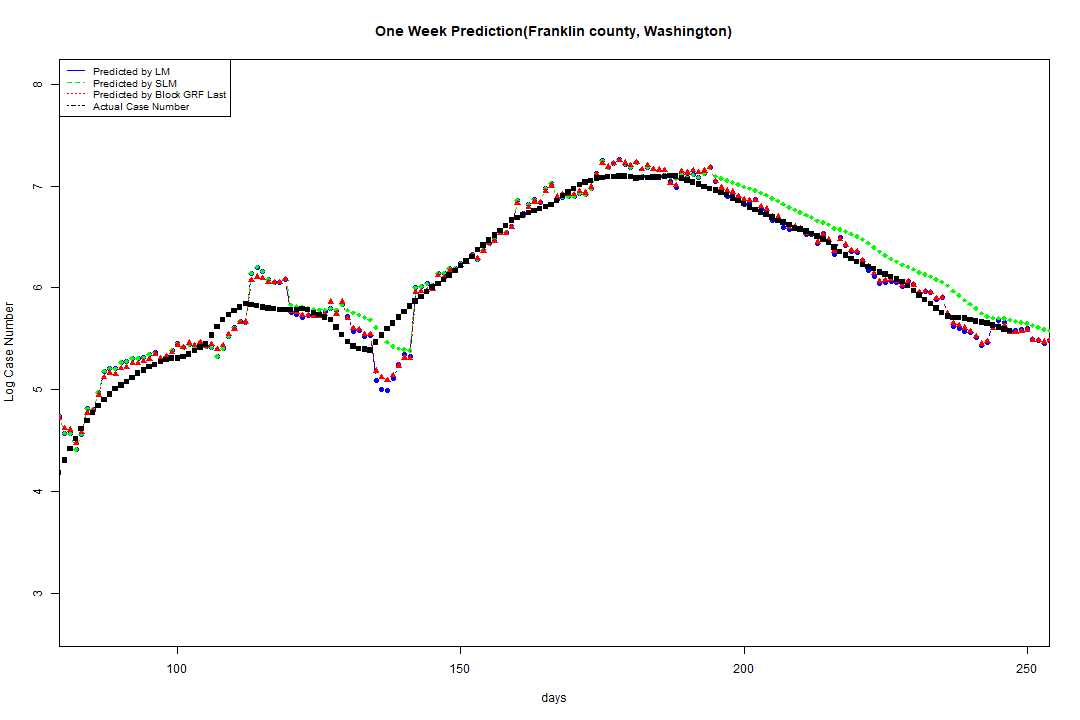 One Week Prediction(Franklin county, Washington)
Predicted by LM
Predicted by SLM
Predicted by Block GRF Last
Actual Case Number
8
7
6
5
4
3
Log Case Number
100 150 200 250
days